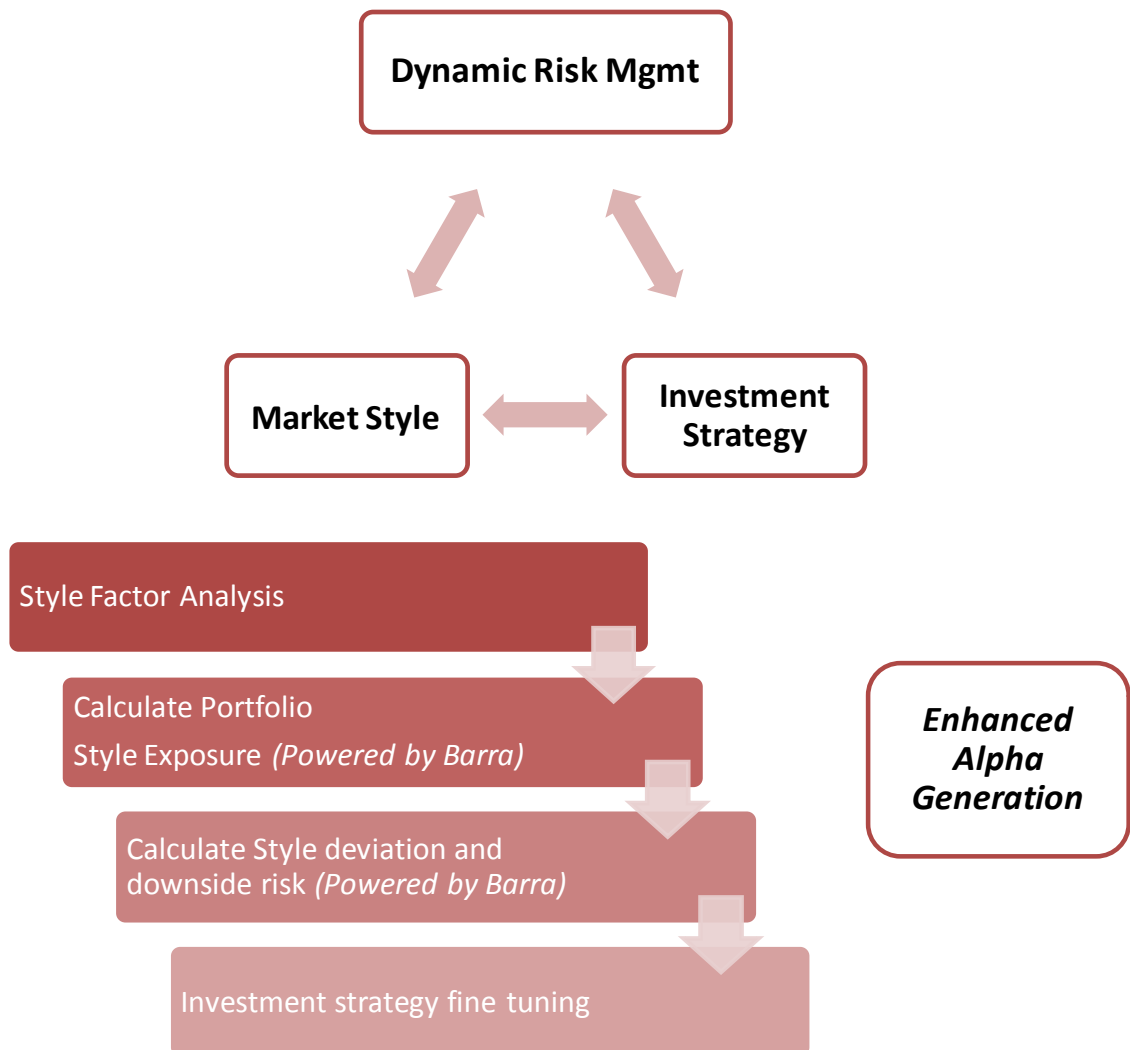 Dynamic Risk Mgmt
Market Style
Investment
Strategy
Style Factor Analysis
Calculate Portfolio
Style Exposure (Powered by Barra)
Calculate Style deviation and
downside risk (Powered by Barra)
Investment strategy fine tuning
Enhanced
Alpha
Generation